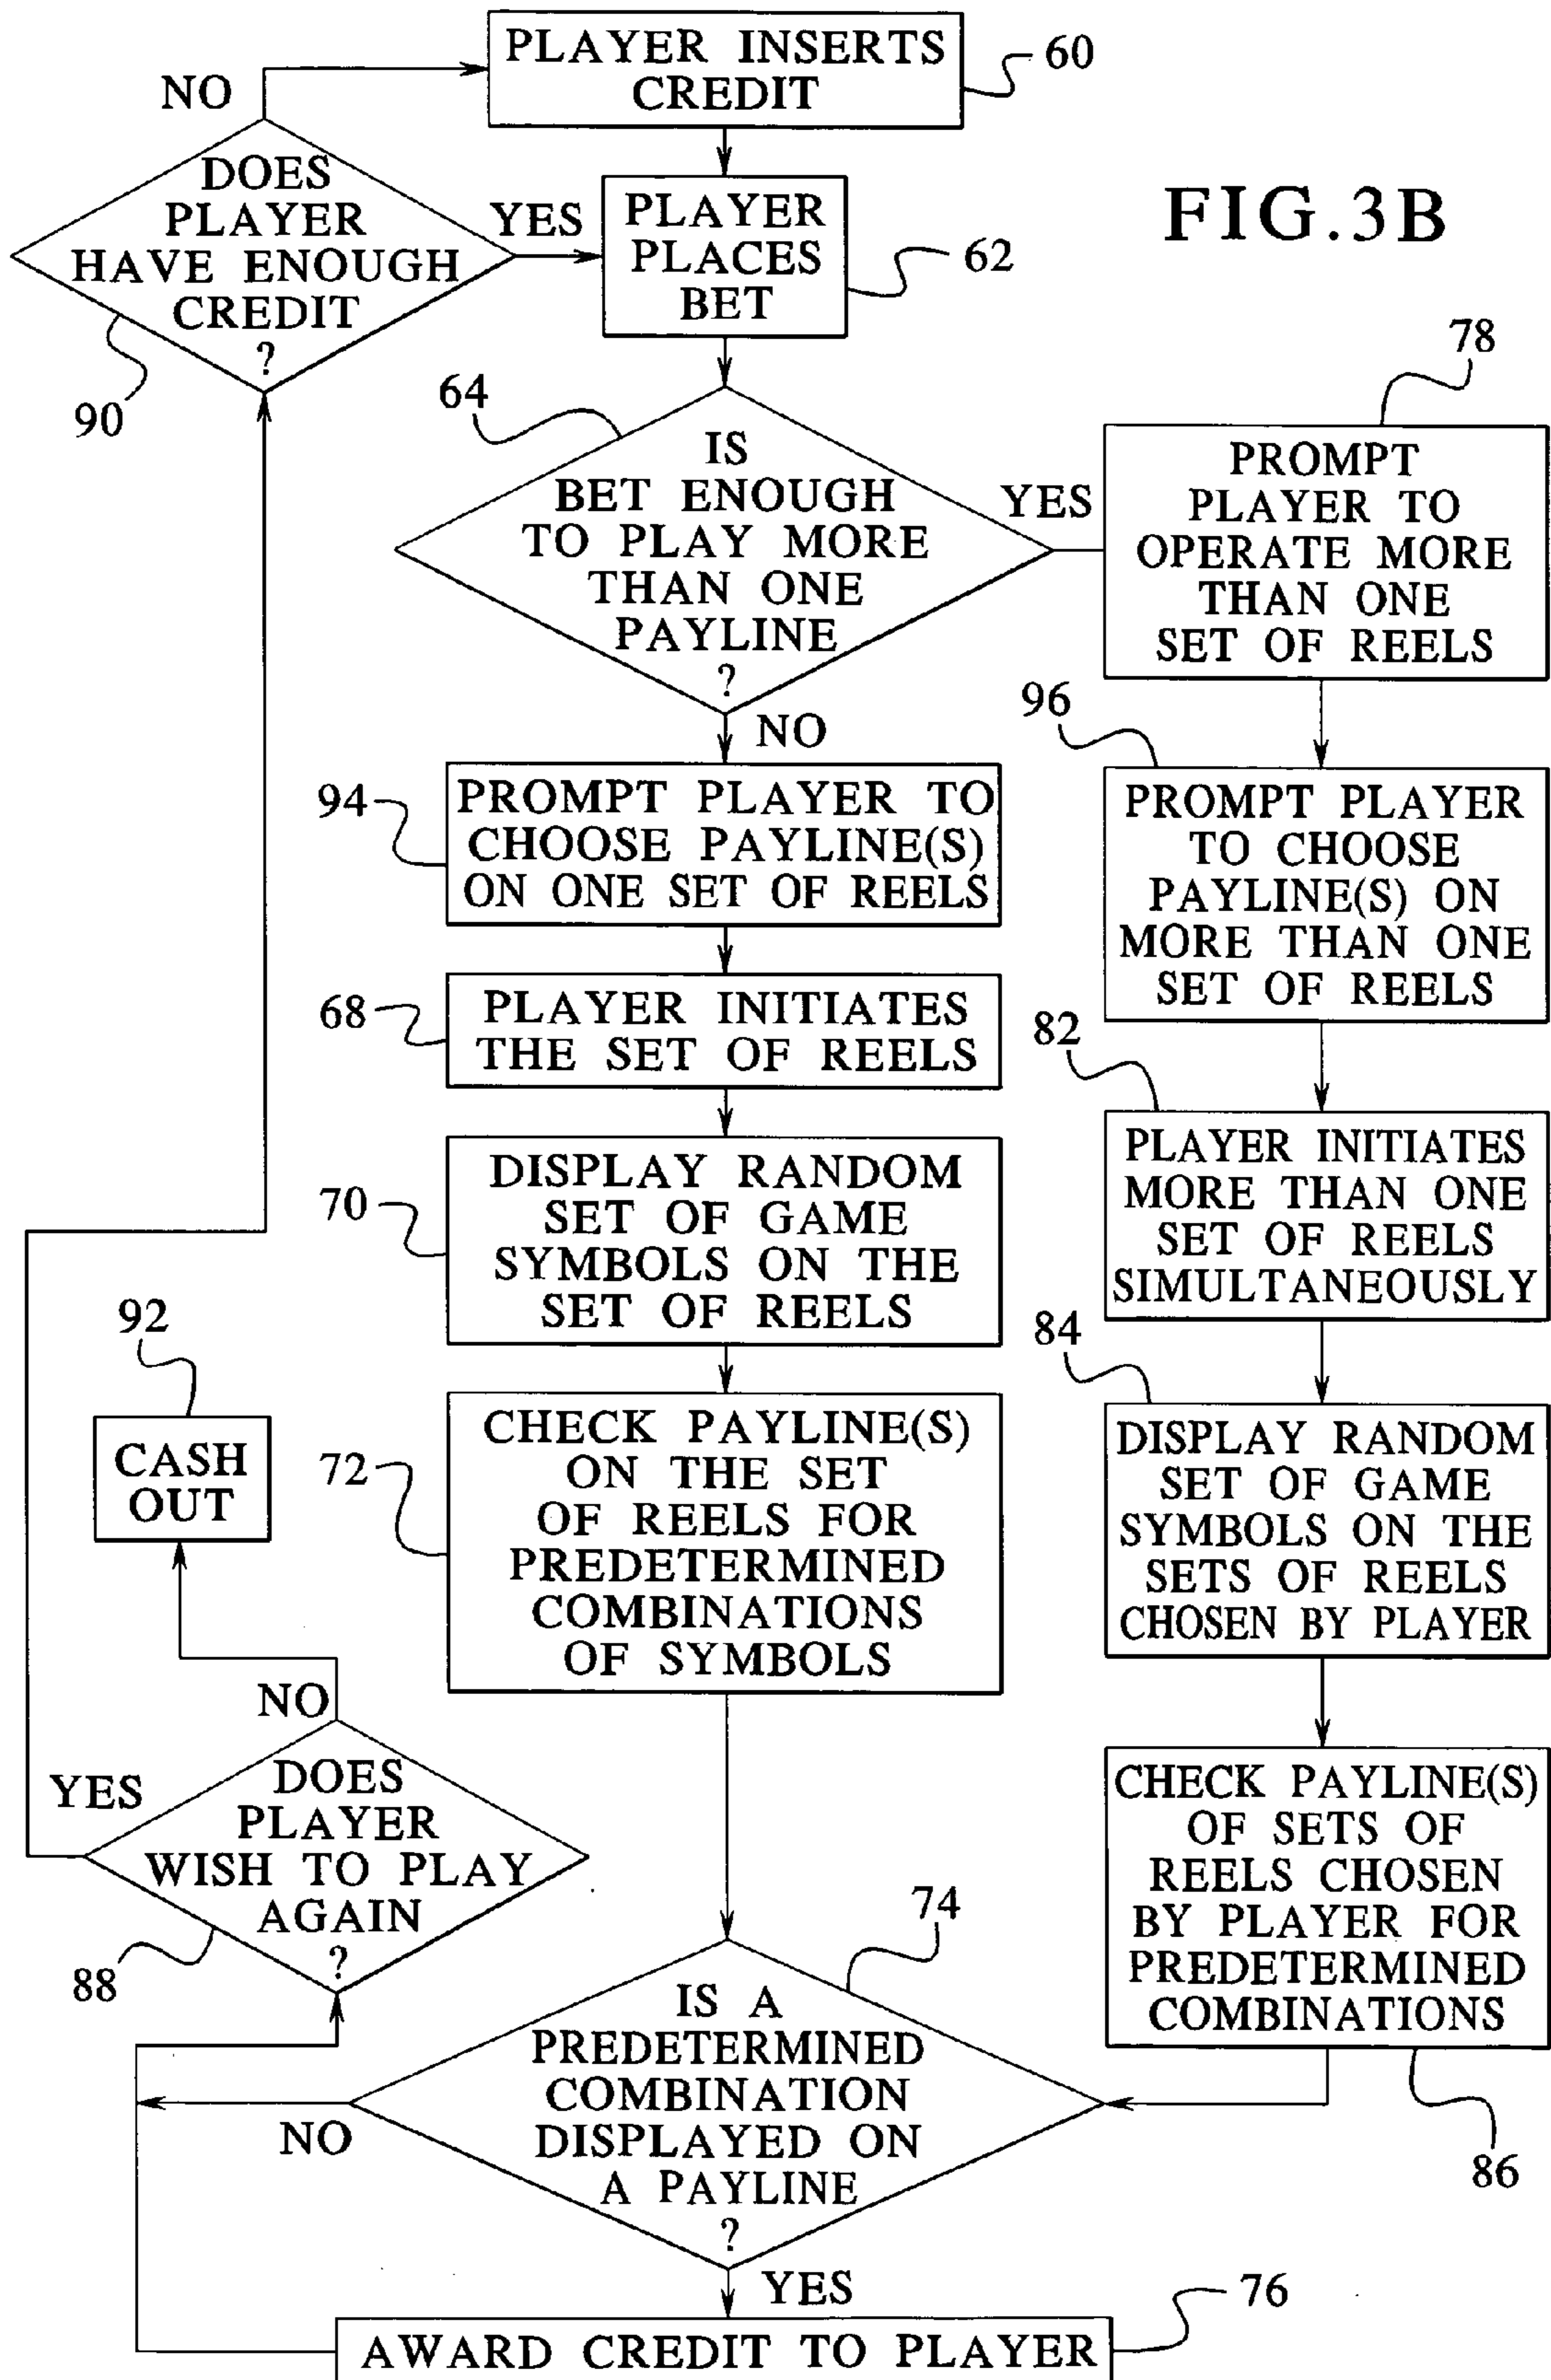 PLAYER INSERTS
CREDIT
60
NO
DOES
PLAYER
HAVE ENOUGH
CREDIT
?
90
YES
PLAYER
PLACES
BET
62
FIG.3B
64
IS
BET ENOUGH
TO PLAY MORE
THAN ONE
PAYLINE
?
YES
NO
78
PROMPT
PLAYER TO
OPERATE MORE
THAN ONE
SET OF REELS
94
PROMPT PLAYER TO
CHOOSE PAYLINE(S)
ON ONE SET OF REELS
96
PROMPT PLAYER
TO CHOOSE
PAYLINE(S) ON
MORE THAN ONE
SET OF REELS
68
PLAYER INITIATES
THE SET OF REELS
82
PLAYER INITIATES
MORE THAN ONE
SET OF REELS
SIMULTANEOUSLY
70
DISPLAY RANDOM
SET OF GAME
SYMBOLS ON THE
SET OF REELS
84
DISPLAY RANDOM
SET OF GAME
SYMBOLS ON THE
SETS OF REELS
CHOSEN BY PLAYER
92
CASH
OUT
72
CHECK PAYLINE(S)
ON THE SET
OF REELS FOR
PREDETERMINED
COMBINATIONS
OF SYMBOLS
NO
YES
DOES
PLAYER
WISH TO PLAY
AGAIN
?
88
CHECK PAYLINE(S)
OF SETS OF
REELS CHOSEN
BY PLAYER FOR
PREDETERMINED
COMBINATIONS
86
74
IS A
PREDETERMINED
COMBINATION
DISPLAYED ON
A PAYLINE
?
NO
YES
76
AWARD CREDIT TO PLAYER